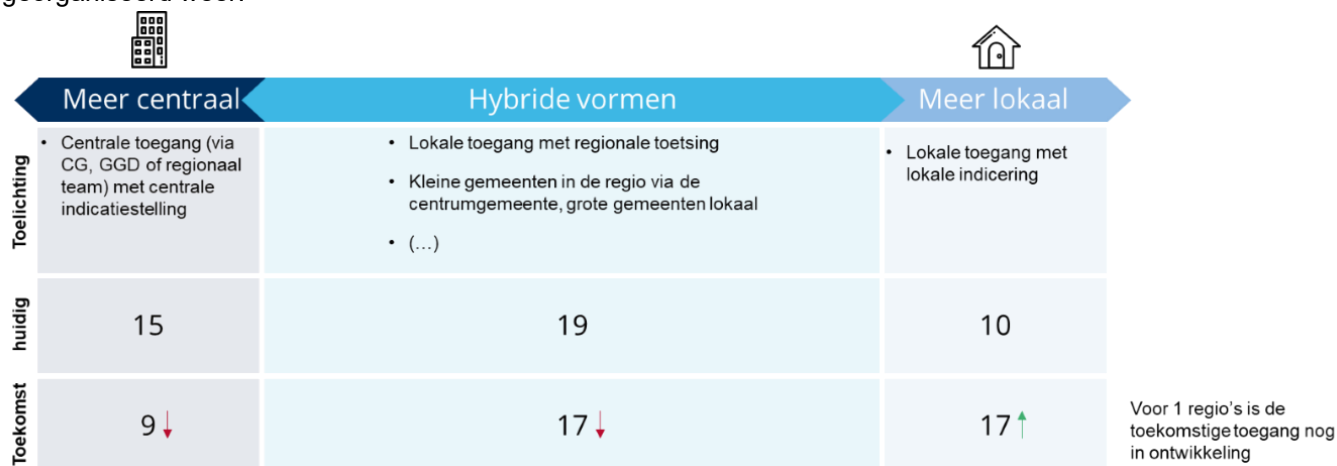 Meer centraal
Hybride vormen
Meer lokaal
Toelichting
• Centrale toegang (via
CG, GGD of regionaal
team) met centrale
indicatiestelling
• Lokale toegang met regionale toetsing
• Kleine gemeenten in de regio via de
centrumgemeente, grote gemeenten lokaal
• (...)
• Lokale toegang met
lokale indicering
huidig
15
19
10
Toekomst
9
17
17
Voor 1 regio's is de
toekomstige toegang nog
in ontwikkeling